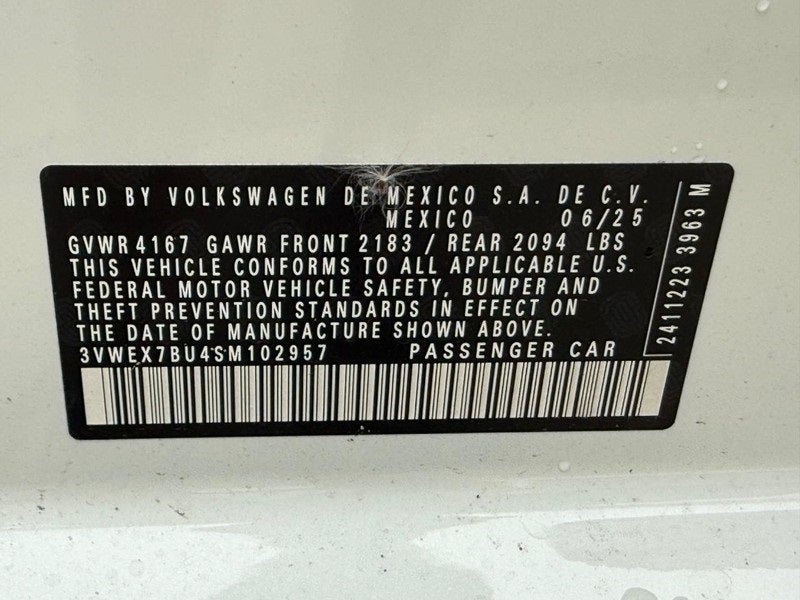 MFD BY VOLKSWAGEN DE MEXICO S.A. DE C.V.
MEXICO 06/25
GVWR 4167 GAWR FRONT 2183 / REAR 2094 LBS
THIS VEHICLE CONFORMS TO ALL APPLICABLE U.S.
FEDERAL MOTOR VEHICLE SAFETY, BUMPER AND
THEFT PREVENTION STANDARDS IN EFFECT ON
THE DATE OF MANUFACTURE SHOWN ABOVE.
3VWEX7BU4SM102957 PASSENGER CAR
2411223 3963 M